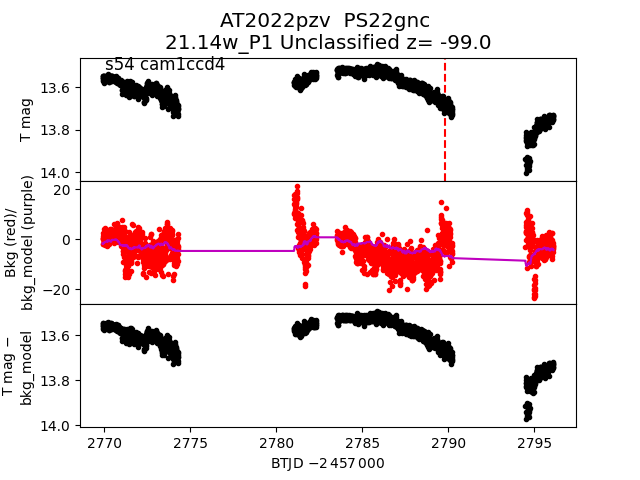 AT2022pzv  PS22gnc
21.14w_P1 Unclassified z= -99.0
s54 cam1ccd4
T mag
13.6
13.8
14.0
Bkg (red)/
bkg_model (purple)
20
0
−20
T mag −
bkg_model
13.6
13.8
14.0
2770 2775 2780 2785 2790 2795
BTJD −2 457 000